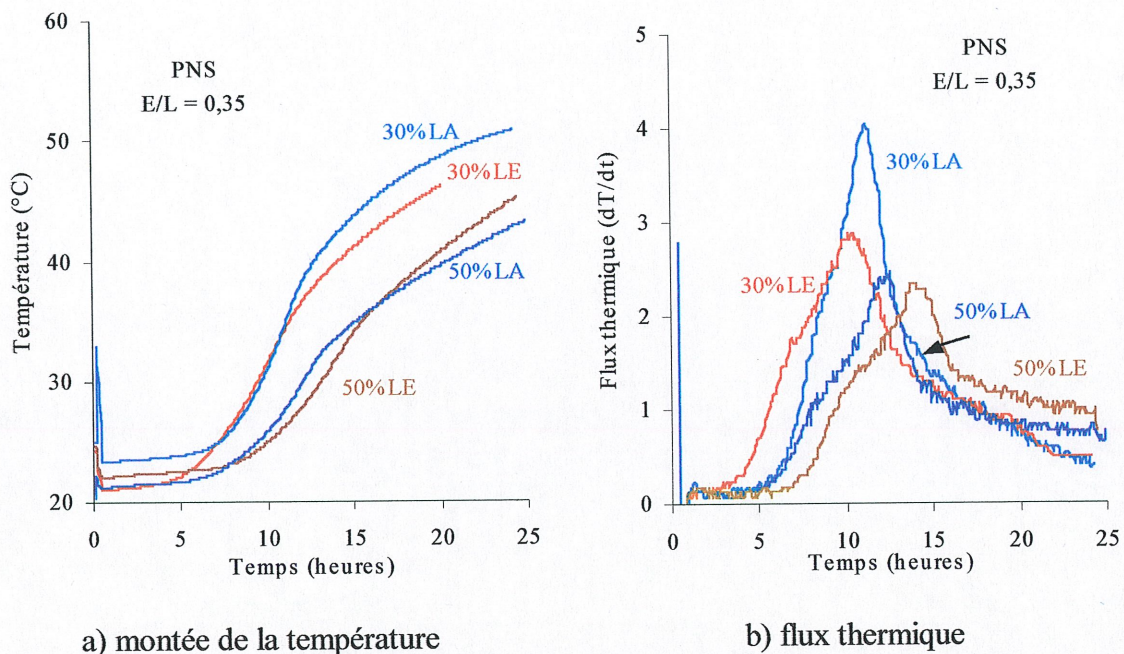 60
50
40
30
20
0
5
10
15
20
25
Température (°C)
Temps (heures)
PNS
E/L = 0,35
30%LA
30%LE
50%LA
50%LE
a) montée de la température
5
4
3
2
1
0
0
5
10
15
20
25
Flux thermique (dT/dt)
Temps (heures)
PNS
E/L = 0,35
30%LA
30%LE
50%LA
50%LE
b) flux thermique